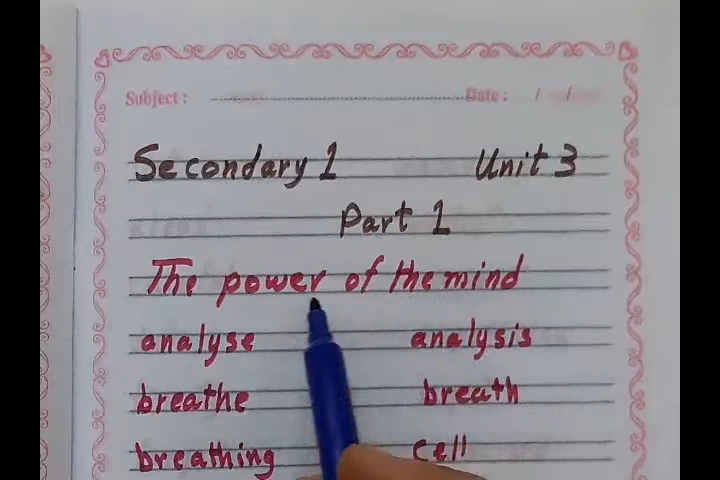 Subject : Date : / /
Secondary 1 Unit 3
Part 1
The power of the mind
analyse analysis
breathe breath
breathing cell